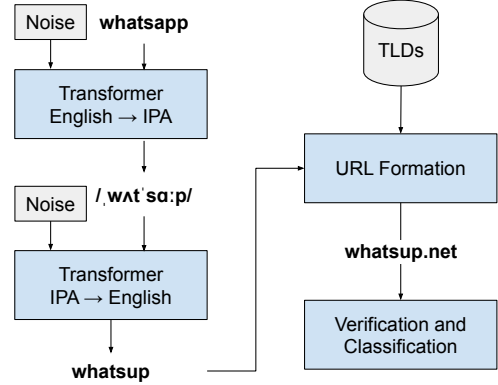 Noise
whatsapp
Transformer
English → IPA
Noise
/ˌwʌtˈsɑːp/
Transformer
IPA → English
whatsup
TLDs
URL Formation
whatsup.net
Verification and
Classification